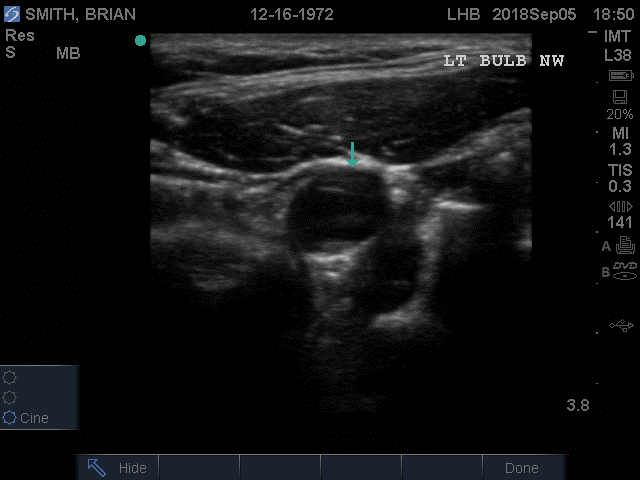 SMITH, BRIAN 12-16-1972 LHB 2018Sep05 18:50
Res
S MB
LT BULB NW
IMT
L38
20%
MI
1.3
TIS
0.3
141
A
B DVD
3.8
Cine
Hide Done